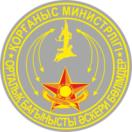 ҚОРҒАНЫС МИНИСТРЛІГІ
ОРТАЛЫҚ БАҒЫНЫСТЫ ӘСКЕРИ БӨЛІМДЕР